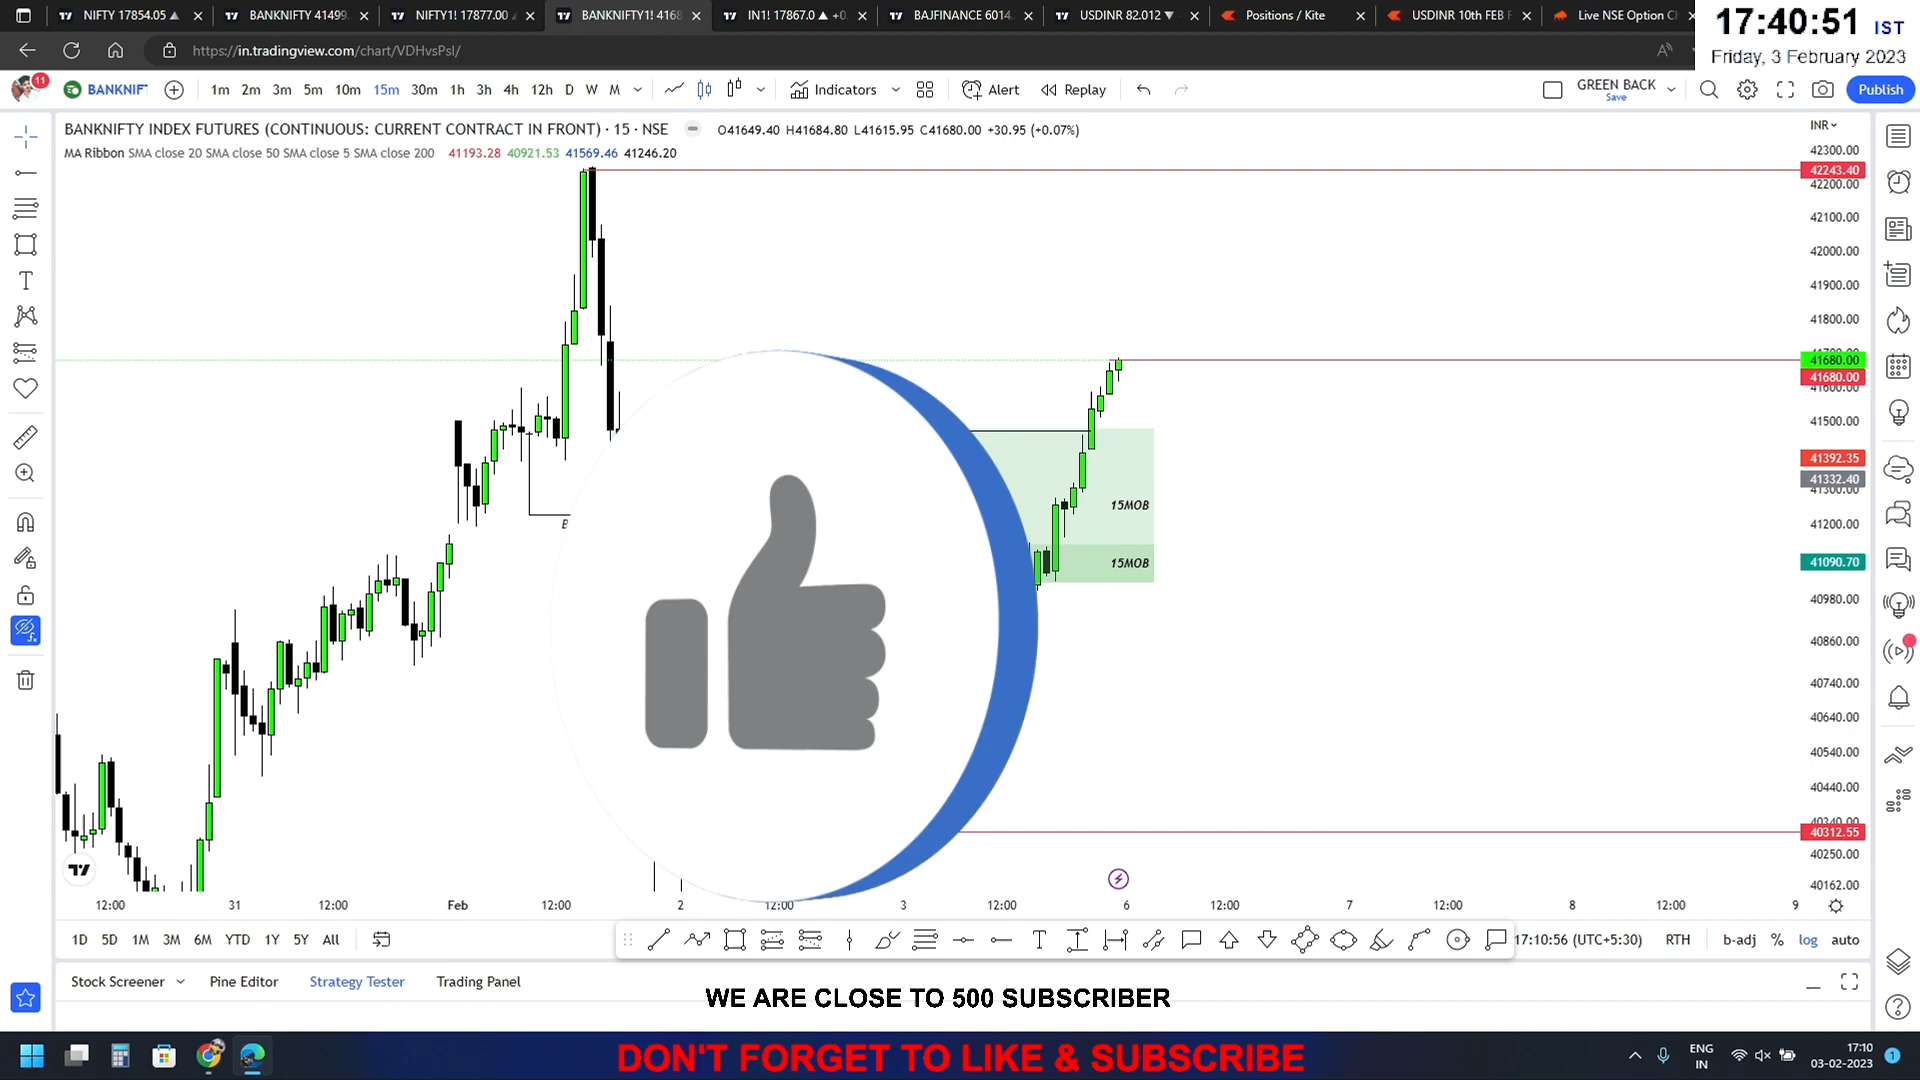 NIFTY 17854.05
BANKNIFTY 41499.
NIFTY1! 17877.00
BANKNIFTY1! 4168
IN1! 17867.0 ▲ +0.
BAJFINANCE 6014.
USDINR 82.012 ▼
Positions / Kite
USDINR 10th FEB F
Live NSE Option C
17:40:51 IST
Friday, 3 February 2023
https://in.tradingview.com/chart/VDHvsPsI/
11
BANKNIF
1m 2m 3m 5m 10m 15m 30m 1h 3h 4h 12h D W M
Indicators
Alert
Replay
GREEN BACK
Save
Publish
BANKNIFTY INDEX FUTURES (CONTINUOUS: CURRENT CONTRACT IN FRONT) · 15 · NSE
O41649.40 H41684.80 L41615.95 C41680.00 +30.95 (+0.07%)
MA Ribbon SMA close 20 SMA close 50 SMA close 5 SMA close 200 41193.28 40921.53 41569.46 41246.20
INR
42300.00
42243.40
42200.00
42100.00
42000.00
41900.00
41800.00
41680.00
41680.00
41600.00
41500.00
41392.35
41332.40
41300.00
41200.00
41090.70
40980.00
40860.00
40740.00
40640.00
40540.00
40440.00
40340.00
40312.55
40250.00
40162.00
15MOB
15MOB
12:00 31 12:00 Feb 12:00 2 12:00 3 12:00 6 12:00 7 12:00 8 12:00 9
1D 5D 1M 3M 6M YTD 1Y 5Y All
T
17:10:56 (UTC+5:30)
RTH
b-adj % log auto
Stock Screener
Pine Editor
Strategy Tester
Trading Panel
WE ARE CLOSE TO 500 SUBSCRIBER
DON'T FORGET TO LIKE & SUBSCRIBE
ENG
IN
17:10
03-02-2023
1